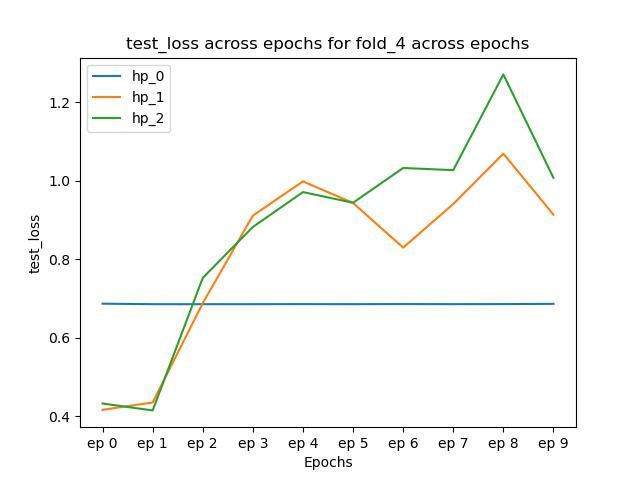 test_loss across epochs for fold_4 across epochs
hp_0
hp_1
hp_2
test_loss
1.2
1.0
0.8
0.6
0.4
ep 0 ep 1 ep 2 ep 3 ep 4 ep 5 ep 6 ep 7 ep 8 ep 9
Epochs